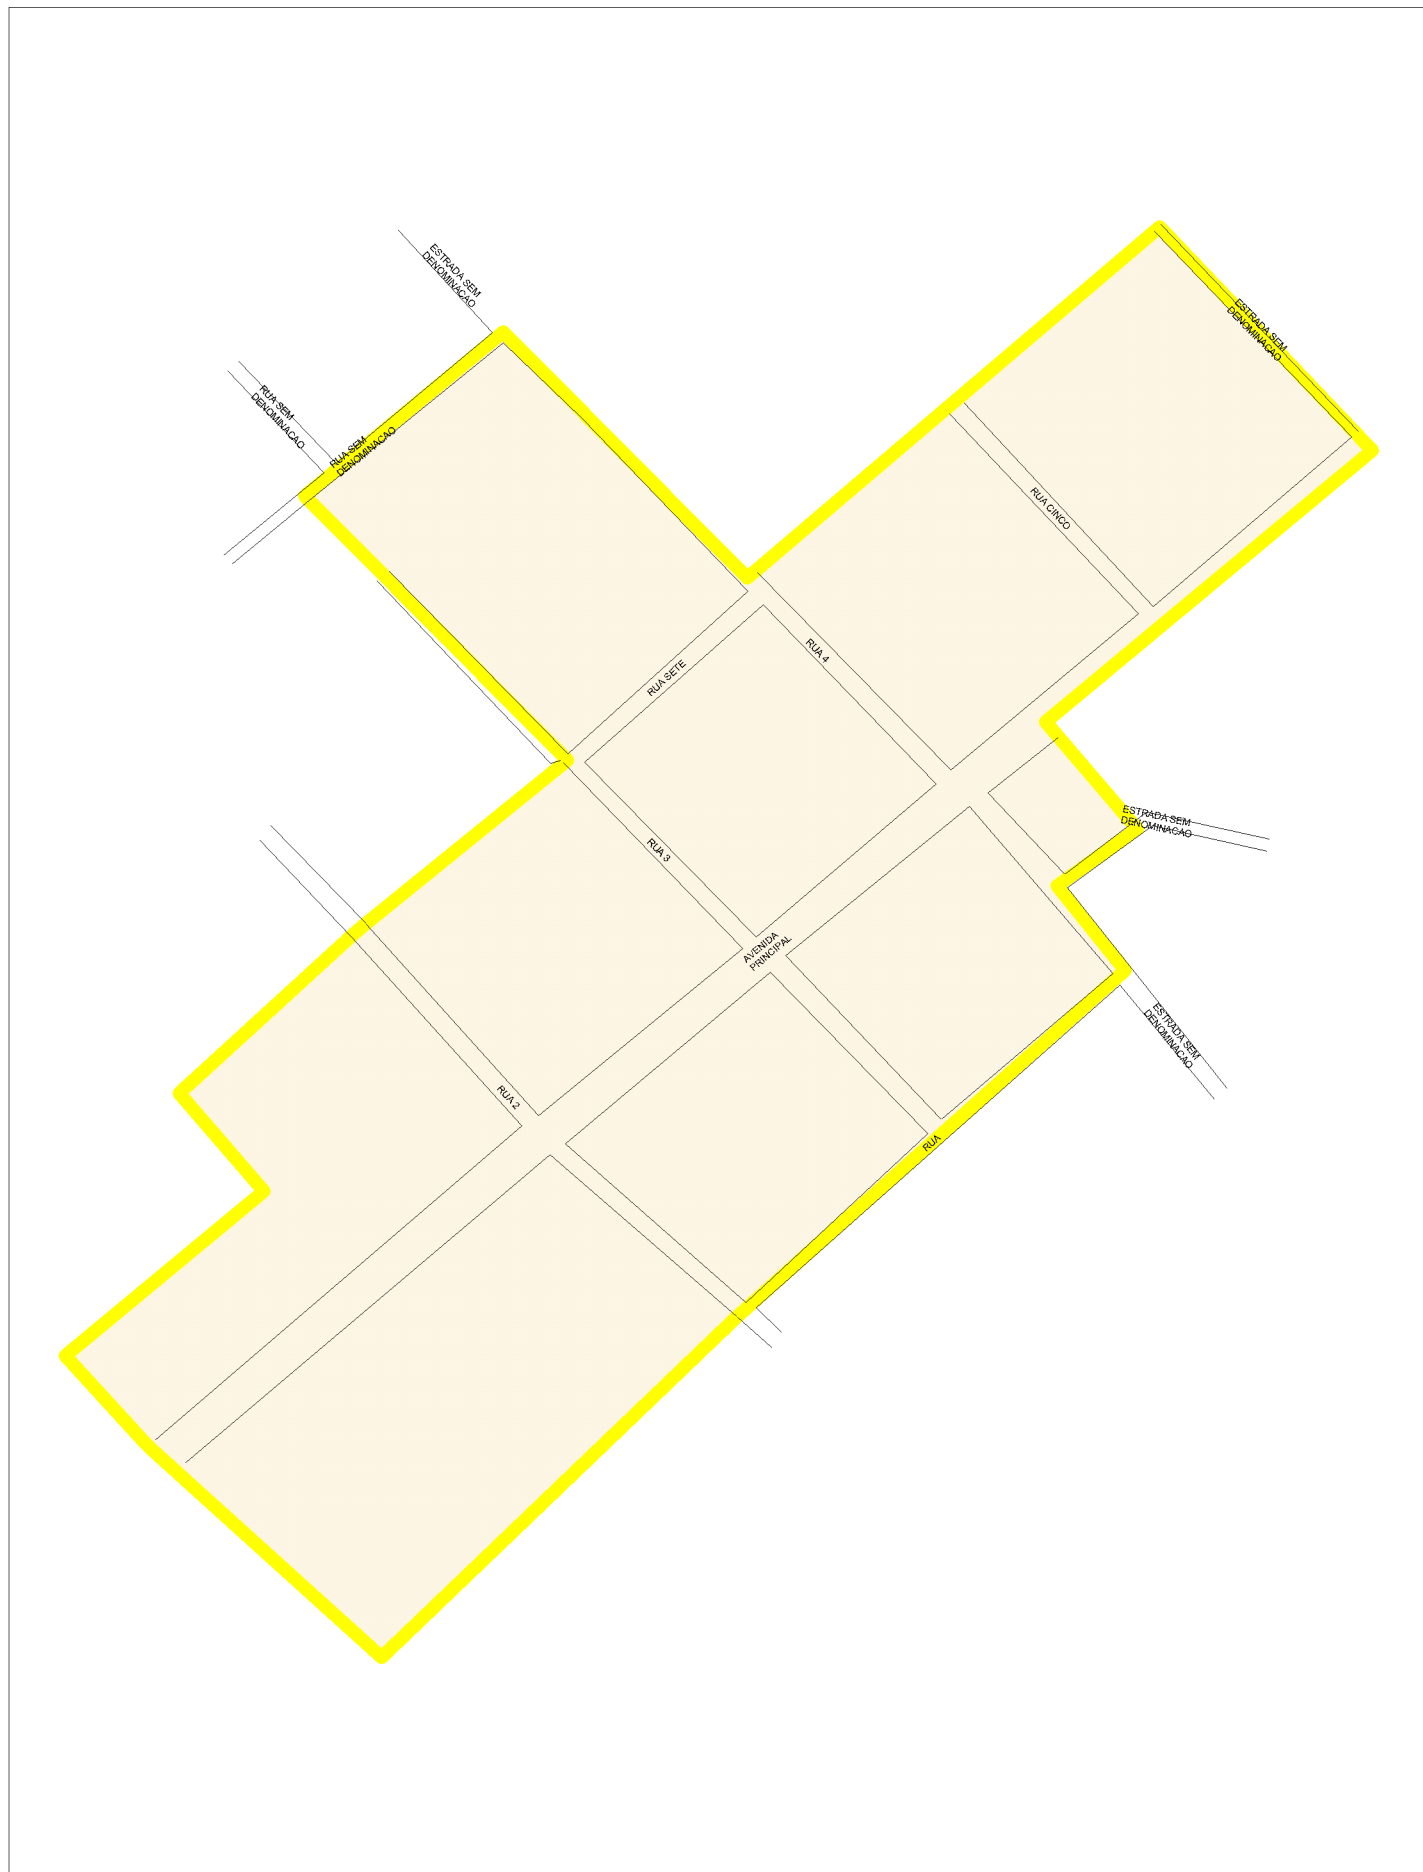 ESTRADA SEM
DENOMINACAO
ESTRADA SEM
DENOMINACAO
RUA SEM
DENOMINACAO
RUA SEM
DENOMINACAO
RUA CINCO
RUA 4
RUA SETE
ESTRADA SEM
DENOMINACAO
RUA 3
AVENIDA
PRINCIPAL
ESTRADA SEM
DENOMINACAO
RUA 2
RUA